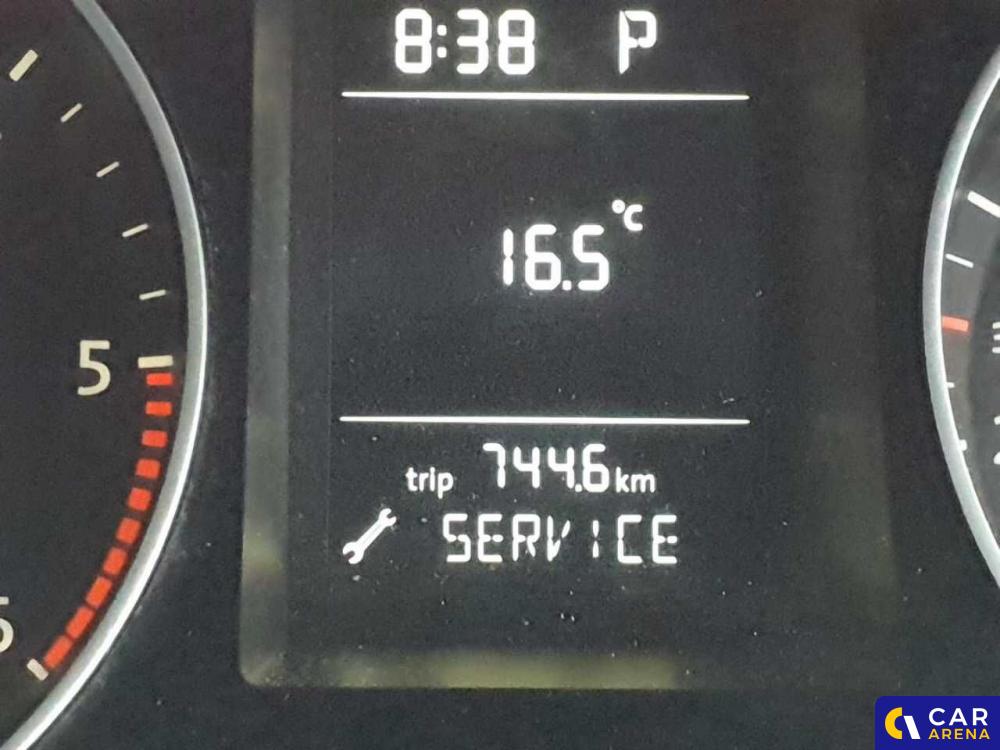 8:38 P
16.5 °C
5
trip 744.6 km
SERVICE
CAR
ARENA